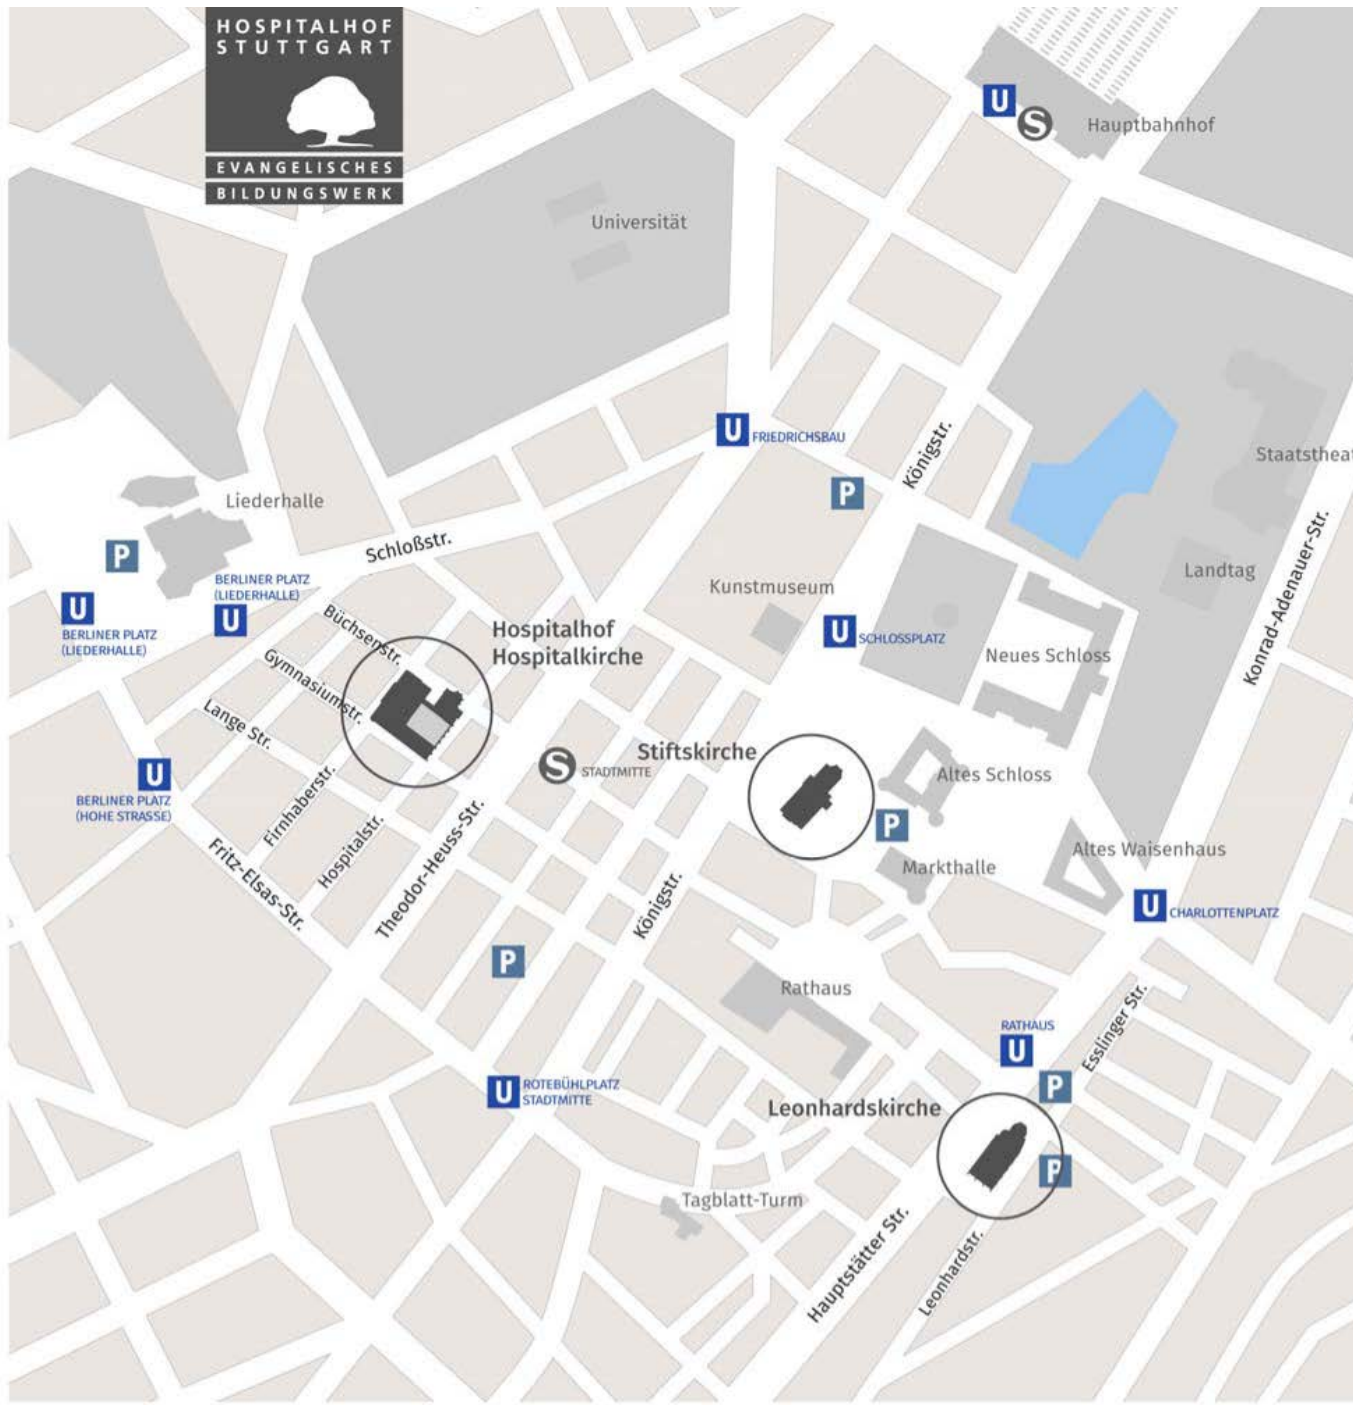 HOSPITALHOF
STUTTGART
EVANGELISCHES
BILDUNGSWERK
U
S
Hauptbahnhof
Universität
U FRIEDRICHSBAU
Königstr.
P
Staatstheat
Liederhalle
Schloßstr.
P
Landtag
Konrad-Adenauer-Str.
BERLINER PLATZ
(LIEDERHALLE)
U
U
BERLINER PLATZ
(LIEDERHALLE)
Kunstmuseum
U SCHLOSSPLATZ
Büchsenstr.
Hospitalhof
Hospitalkirche
Neues Schloss
Gymnasiumstr.
Lange Str.
Stiftskirche
S STADTMITTE
Altes Schloss
U
BERLINER PLATZ
(HOHE STRASSE)
Firnhaberstr.
Hospitalstr.
Theodor-Heuss-Str.
Fritz-Elsas-Str.
P
Markthalle
Altes Waisenhaus
Königstr.
U CHARLOTTENPLATZ
P
Rathaus
RATHAUS
U
Esslinger Str.
P
U ROTEBÜHLPLATZ
STADTMITTE
Leonhardskirche
P
Tagblatt-Turm
Hauptstätter Str.
Leonhardstr.